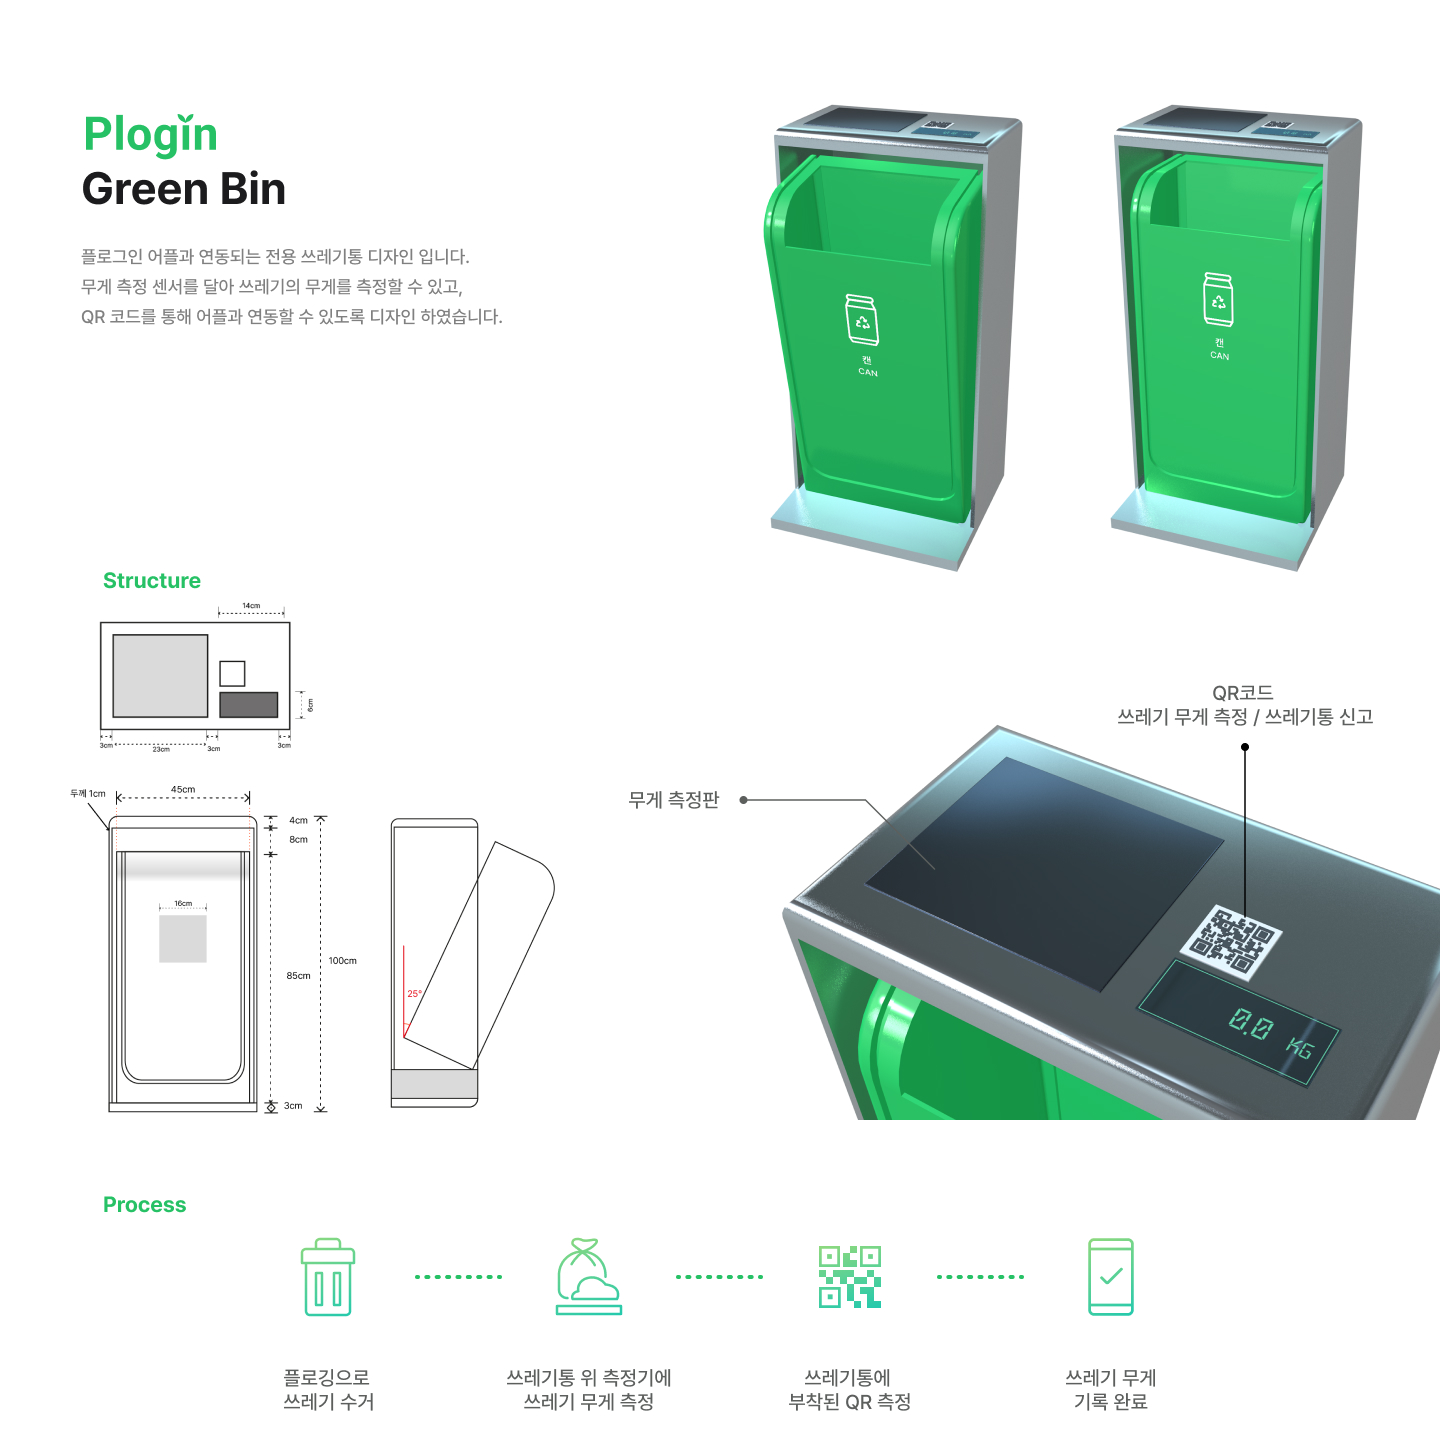 Plogin
Green Bin
플로그인 어플과 연동되는 전용 쓰레기통 디자인 입니다.
무게 측정 센서를 달아 쓰레기의 무게를 측정할 수 있고,
QR 코드를 통해 어플과 연동할 수 있도록 디자인 하였습니다.
캔
CAN
캔
CAN
Structure
14cm
6cm
3cm
23cm
3cm
3cm
두께 1cm
45cm
4cm
8cm
16cm
85cm
100cm
3cm
25°
QR코드
쓰레기 무게 측정 / 쓰레기통 신고
무게 측정판
0.0 KG
Process
플로깅으로
쓰레기 수거
쓰레기통 위 측정기에
쓰레기 무게 측정
쓰레기통에
부착된 QR 측정
쓰레기 무게
기록 완료